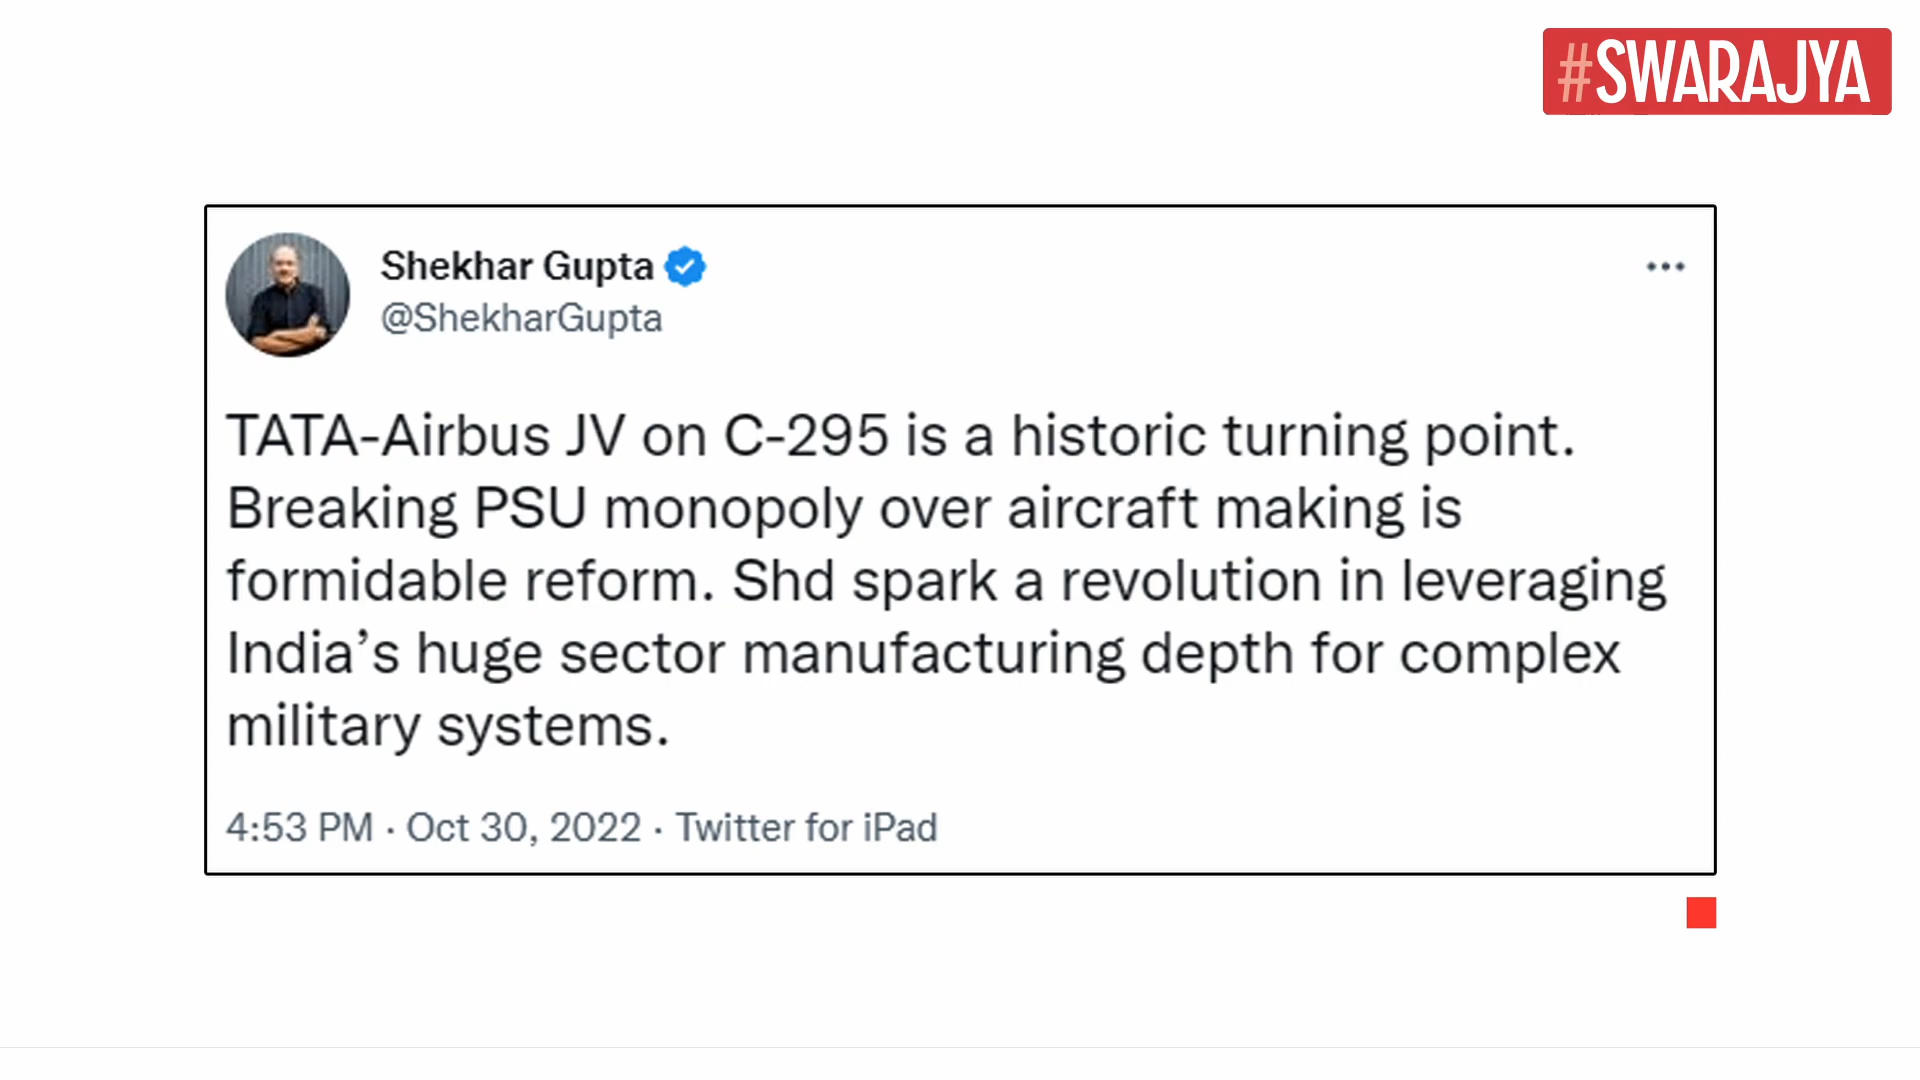 #SWARAJYA
Shekhar Gupta
@ShekharGupta
TATA-Airbus JV on C-295 is a historic turning point.
Breaking PSU monopoly over aircraft making is
formidable reform. Shd spark a revolution in leveraging
India’s huge sector manufacturing depth for complex
military systems.
4:53 PM · Oct 30, 2022 · Twitter for iPad